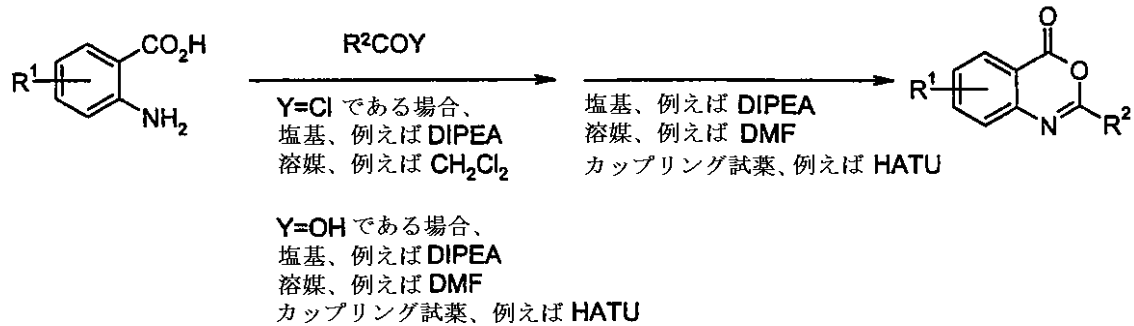 R¹
CO₂H
NH₂
R²COY
Y=Cl である場合、
塩基、例えば DIPEA
溶媒、例えば CH₂Cl₂
Y=OH である場合、
塩基、例えば DIPEA
溶媒、例えば DMF
カップリング試薬、例えば HATU
塩基、例えば DIPEA
溶媒、例えば DMF
カップリング試薬、例えば HATU
O
R¹
O
N
R²